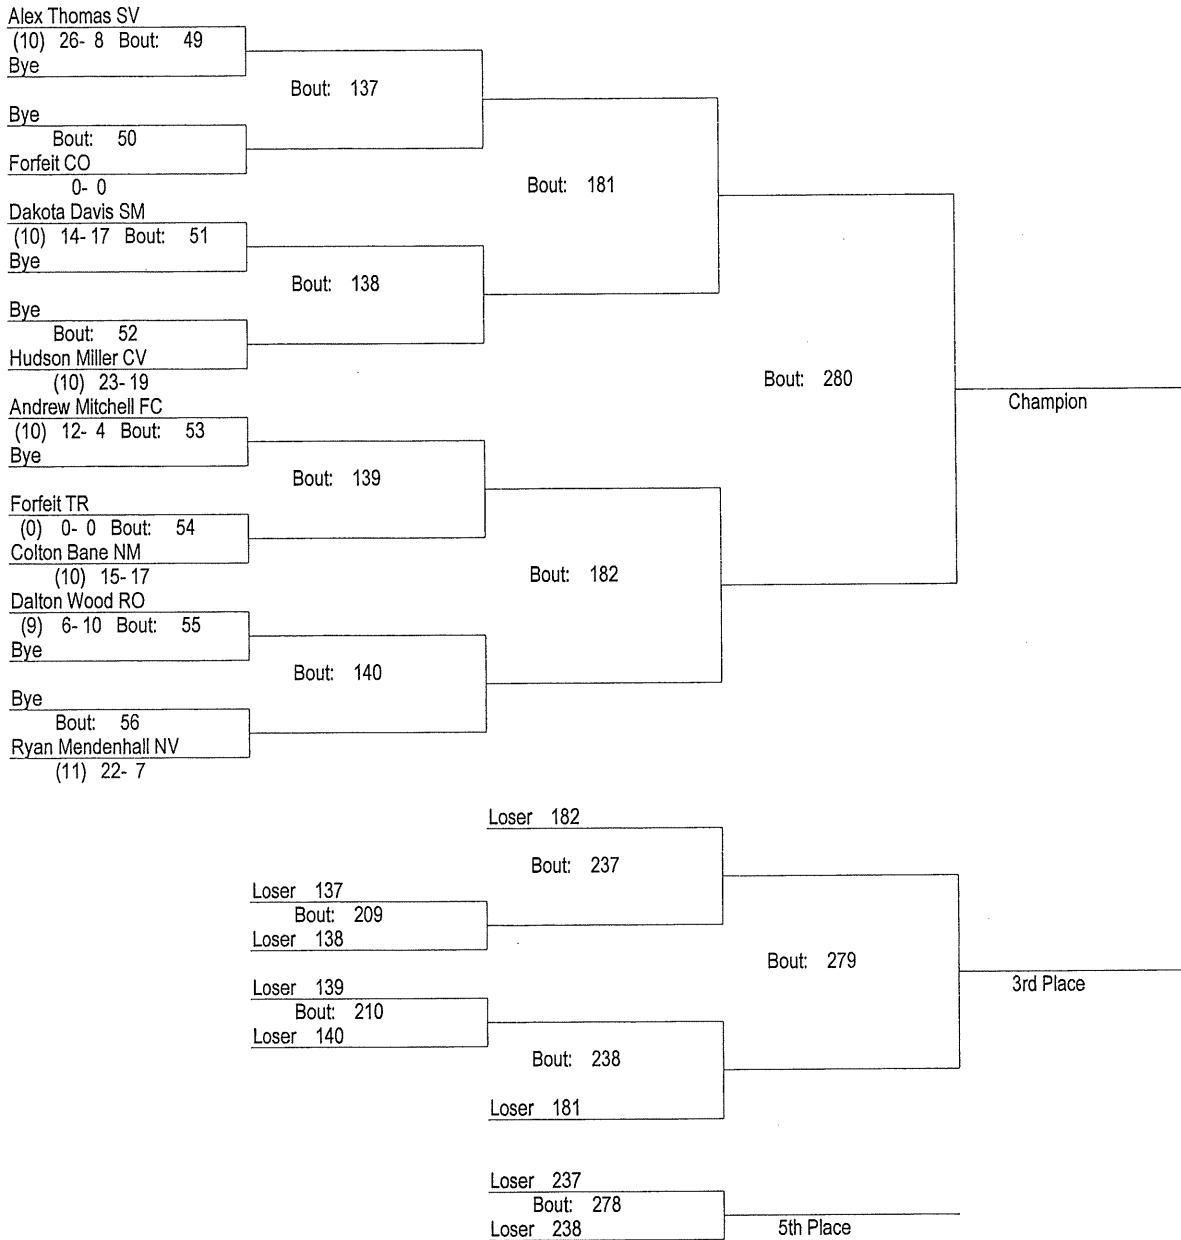 Alex Thomas SV
(10) 26- 8 Bout: 49
Bye
Bout: 137
Bye
Bout: 50
Forfeit CO
0- 0
Bout: 181
Dakota Davis SM
(10) 14- 17 Bout: 51
Bye
Bout: 138
Bye
Bout: 52
Hudson Miller CV
(10) 23- 19
Bout: 280
Champion
Andrew Mitchell FC
(10) 12- 4 Bout: 53
Bye
Bout: 139
Forfeit TR
(0) 0- 0 Bout: 54
Colton Bane NM
(10) 15- 17
Bout: 182
Dalton Wood RO
(9) 6- 10 Bout: 55
Bye
Bout: 140
Bye
Bout: 56
Ryan Mendenhall NV
(11) 22- 7
Loser 182
Bout: 237
Loser 137
Bout: 209
Loser 138
Bout: 279
3rd Place
Loser 139
Bout: 210
Loser 140
Bout: 238
Loser 181
Loser 237
Bout: 278
Loser 238
5th Place